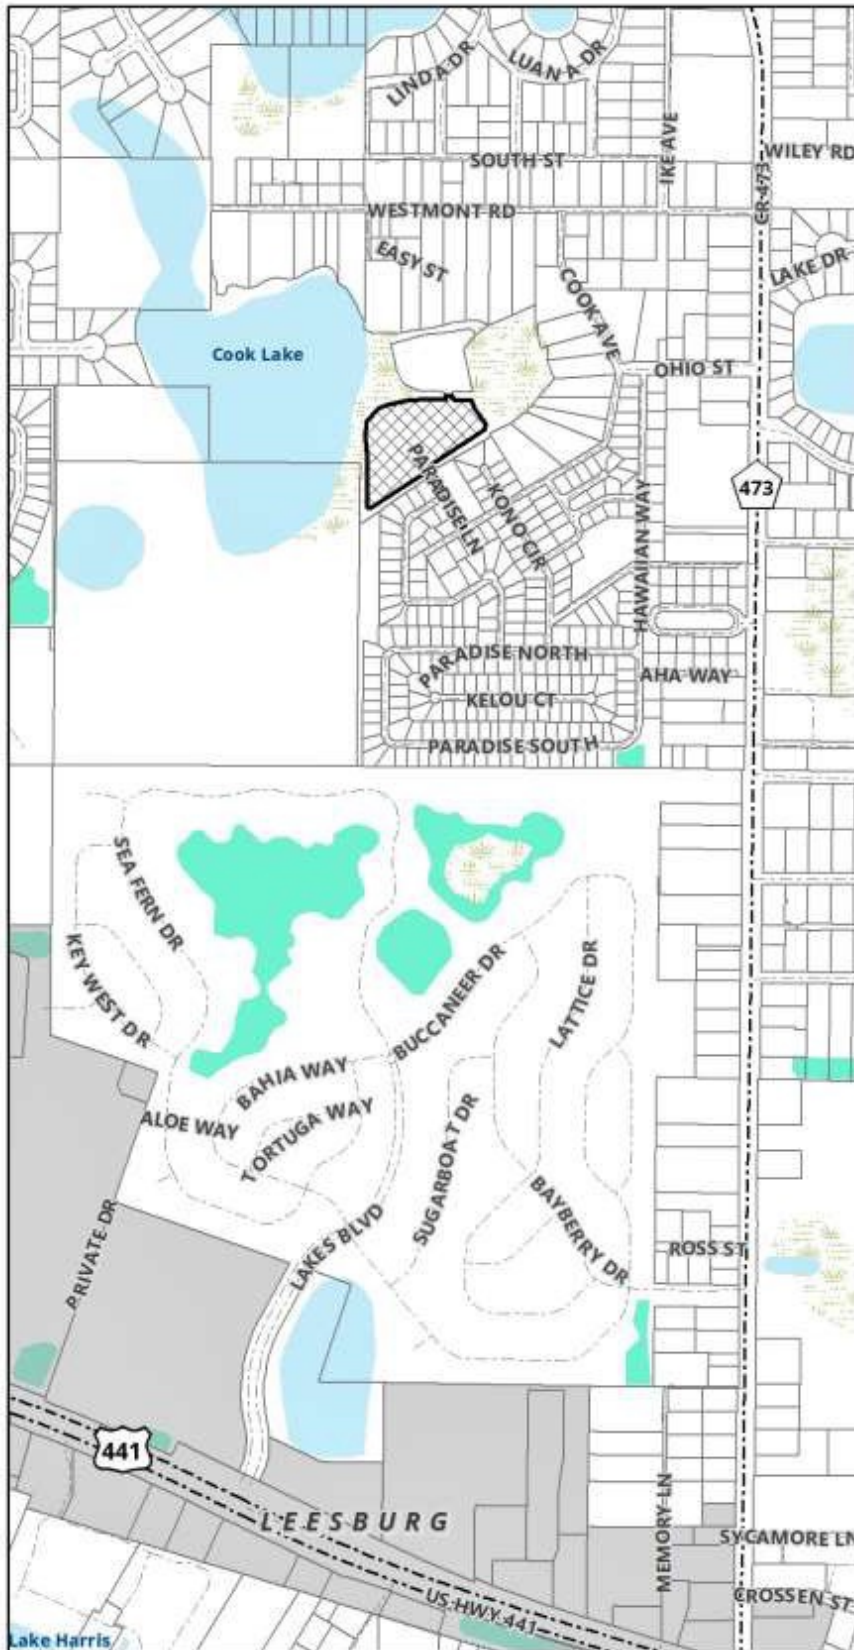 LINDA DR
LUANA DR
SOUTH ST
IKE AVE
WILEY RD
CR 473
WESTMONT RD
EASY ST
LAKE DR
COOK AVE
Cook Lake
OHIO ST
PARADISE LN
KONO CIR
HAWAIIAN WAY
473
PARADISE NORTH
AHA WAY
KELOU CT
PARADISE SOUTH
SEA FERN DR
KEY WEST DR
BUCCANEER DR
LATTICE DR
BAHIA WAY
ALOE WAY
TORTUGA WAY
SUGARBOAT DR
BAYBERRY DR
LAKES BLVD
PRIVATE DR
ROSS ST
441
LEESBURG
MEMORY LN
SYCAMORE LN
US HWY 441
CROSSEN ST
Lake Harris